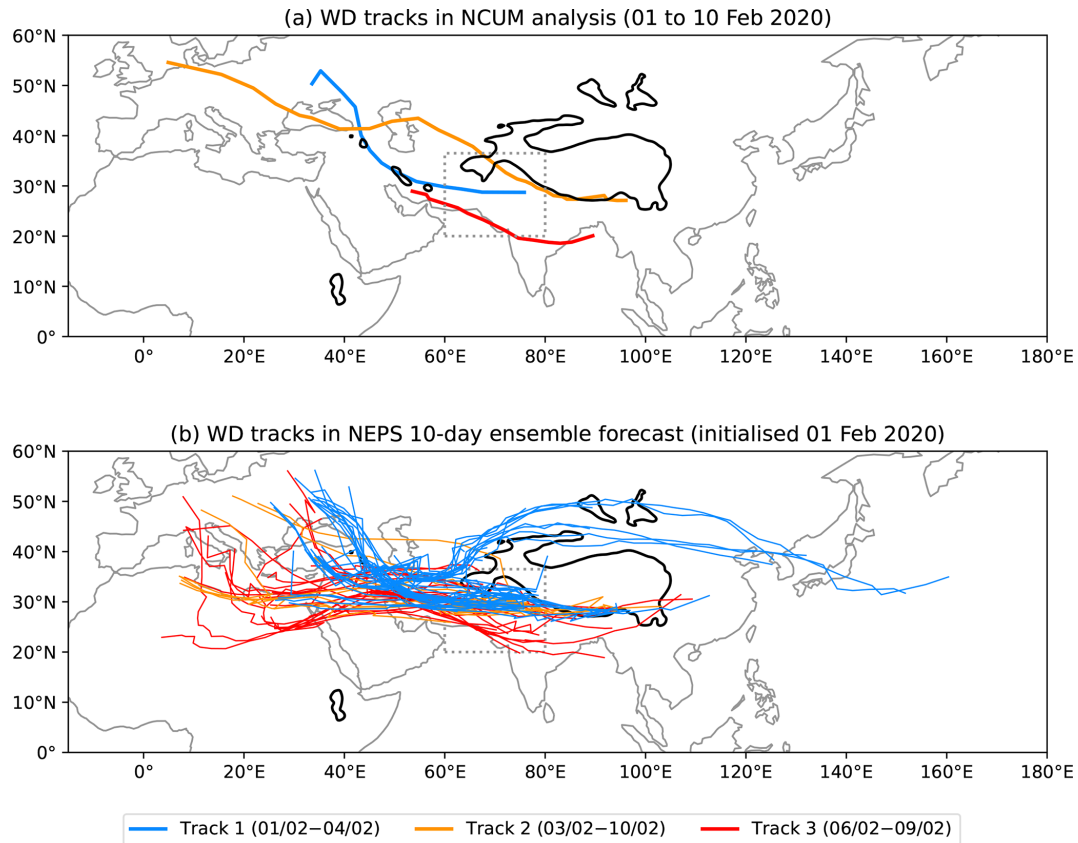 (a) WD tracks in NCUM analysis (01 to 10 Feb 2020)
60°N
50°N
40°N
30°N
20°N
10°N
0°
0° 20°E 40°E 60°E 80°E 100°E 120°E 140°E 160°E 180°E
(b) WD tracks in NEPS 10-day ensemble forecast (initialised 01 Feb 2020)
60°N
50°N
40°N
30°N
20°N
10°N
0°
0° 20°E 40°E 60°E 80°E 100°E 120°E 140°E 160°E 180°E
Track 1 (01/02−04/02) Track 2 (03/02−10/02) Track 3 (06/02−09/02)